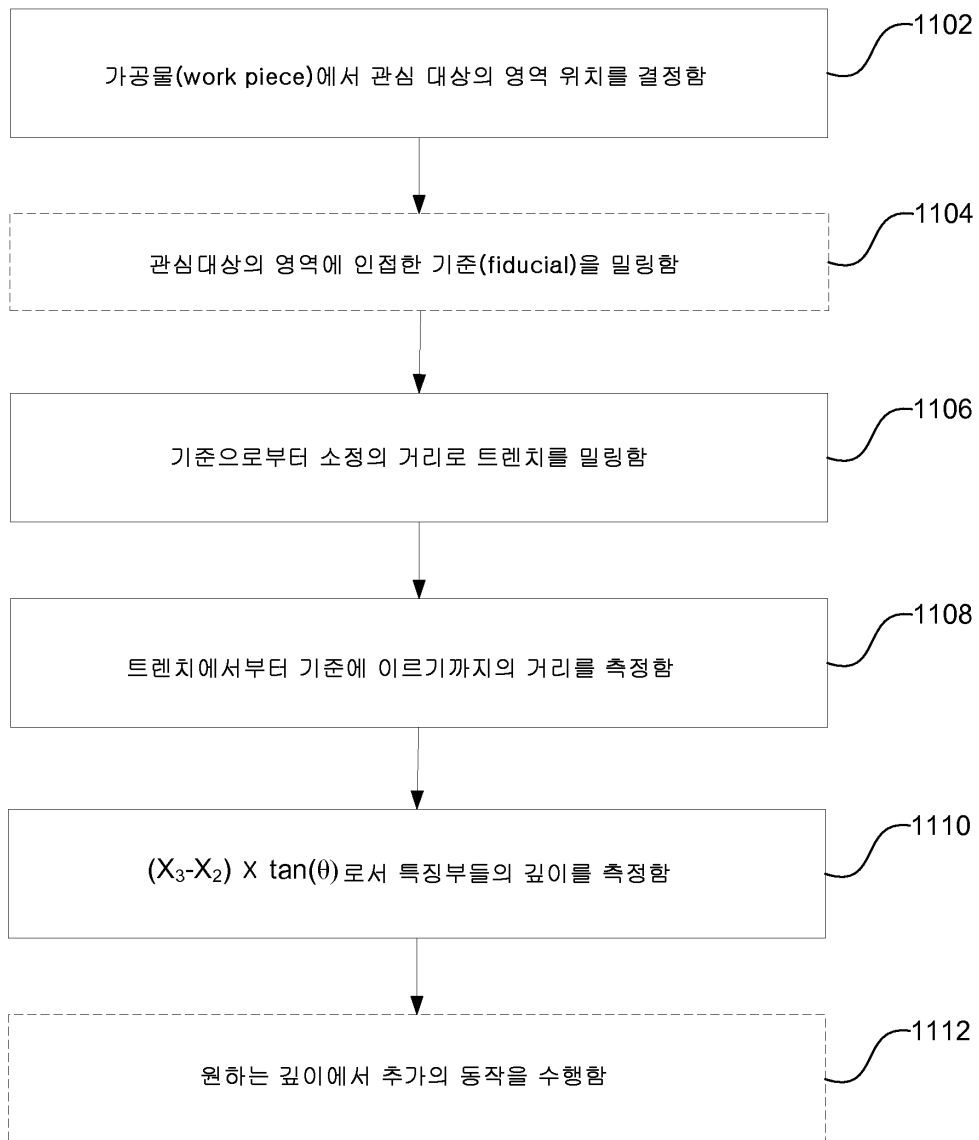 1102
가공물(work piece)에서 관심 대상의 영역 위치를 결정함
1104
관심대상의 영역에 인접한 기준(fiducial)을 밀링함
1106
기준으로부터 소정의 거리로 트렌치를 밀링함
1108
트렌치에서부터 기준에 이르기까지의 거리를 측정함
1110
(X₃-X₂) X tan(θ)로서 특징부들의 깊이를 측정함
1112
원하는 깊이에서 추가의 동작을 수행함